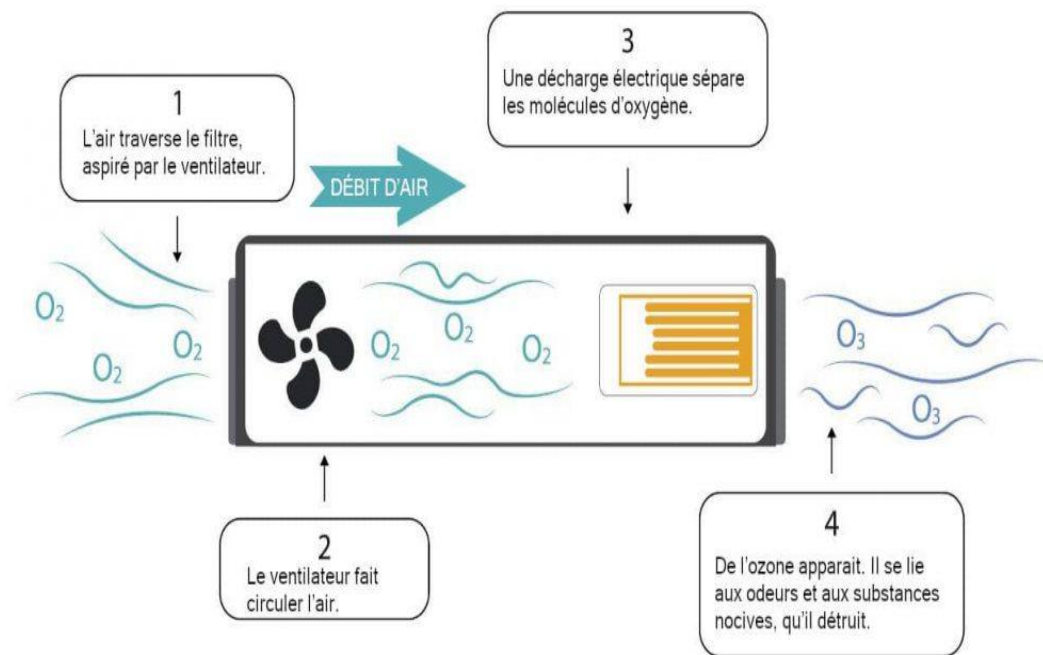 1
L'air traverse le filtre,
aspiré par le ventilateur.
DÉBIT D'AIR
3
Une décharge électrique sépare
les molécules d'oxygène.
O₂
O₂
O₂
O₂
O₂
O₂
O₃
O₃
2
Le ventilateur fait
circuler l'air.
4
De l'ozone apparait. Il se lie
aux odeurs et aux substances
nocives, qu'il détruit.